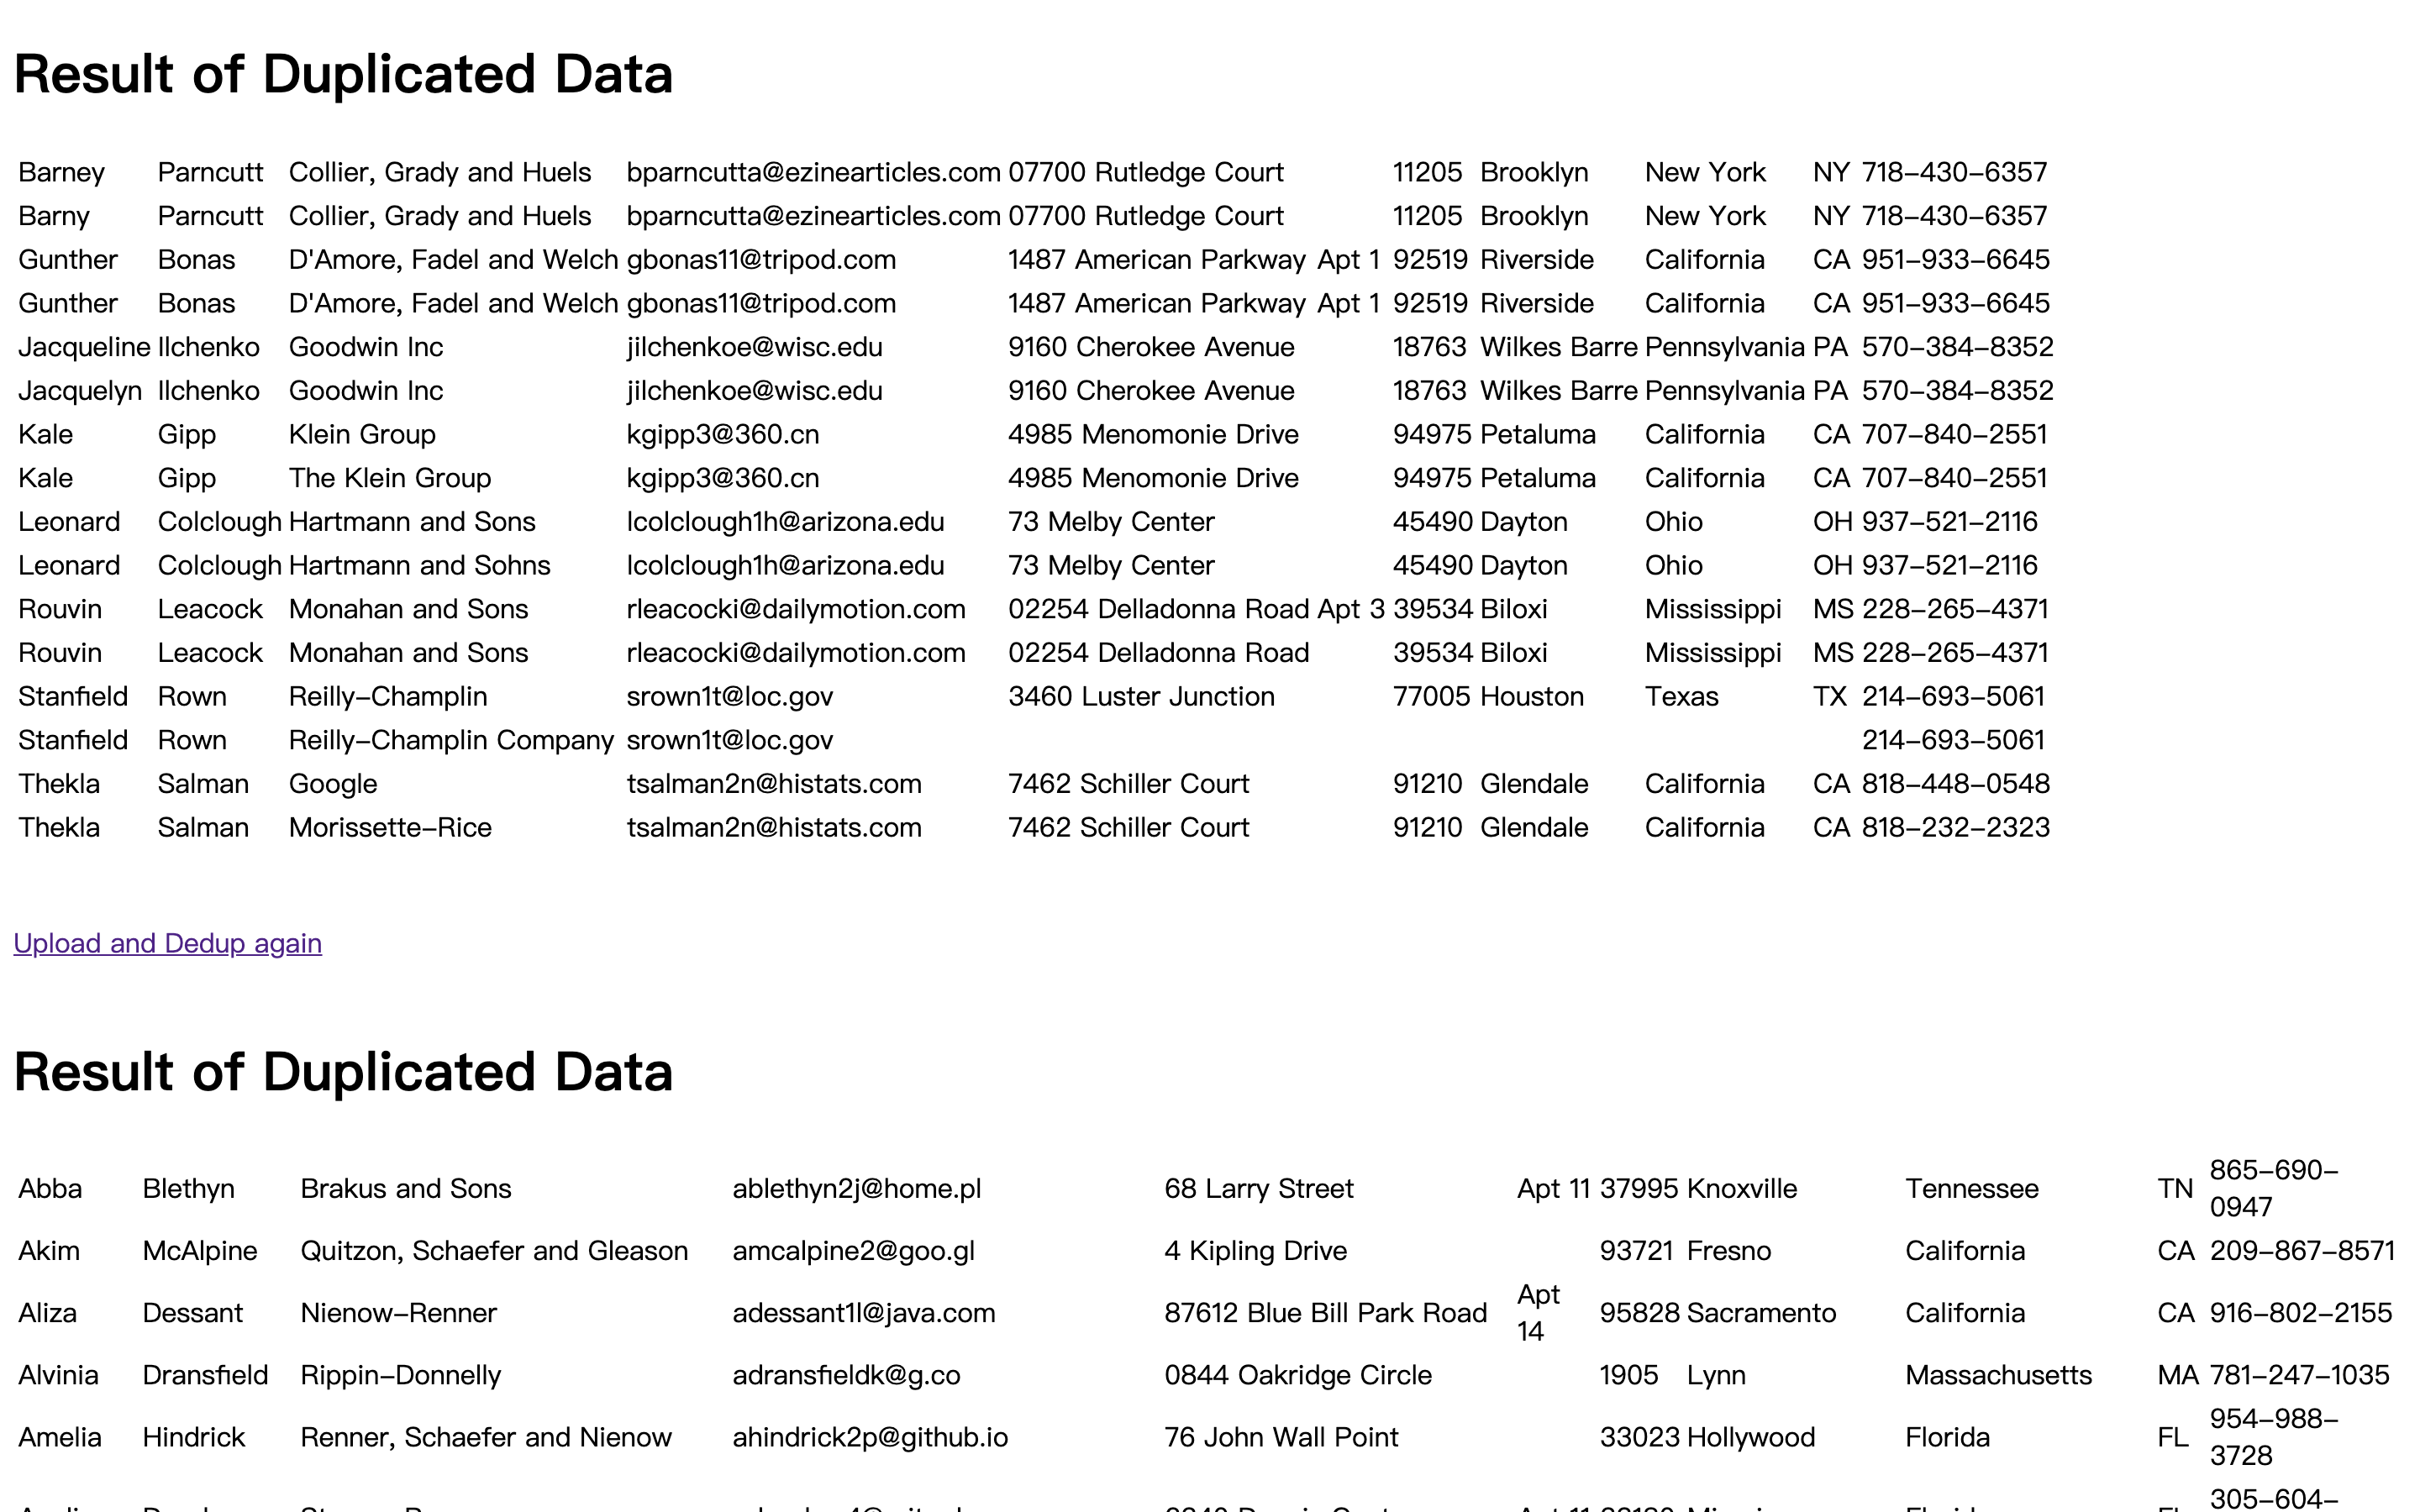 Result of Duplicated Data
Barney Parncutt Collier, Grady and Huels bparncutta@ezinearticles.com 07700 Rutledge Court 11205 Brooklyn New York NY 718-430-6357
Barny Parncutt Collier, Grady and Huels bparncutta@ezinearticles.com 07700 Rutledge Court 11205 Brooklyn New York NY 718-430-6357
Gunther Bonas D'Amore, Fadel and Welch gbonas11@tripod.com 1487 American Parkway Apt 1 92519 Riverside California CA 951-933-6645
Gunther Bonas D'Amore, Fadel and Welch gbonas11@tripod.com 1487 American Parkway Apt 1 92519 Riverside California CA 951-933-6645
Jacqueline Ilchenko Goodwin Inc jilchenkoe@wisc.edu 9160 Cherokee Avenue 18763 Wilkes Barre Pennsylvania PA 570-384-8352
Jacquelyn Ilchenko Goodwin Inc jilchenkoe@wisc.edu 9160 Cherokee Avenue 18763 Wilkes Barre Pennsylvania PA 570-384-8352
Kale Gipp Klein Group kgipp3@360.cn 4985 Menomonie Drive 94975 Petaluma California CA 707-840-2551
Kale Gipp The Klein Group kgipp3@360.cn 4985 Menomonie Drive 94975 Petaluma California CA 707-840-2551
Leonard Colclough Hartmann and Sons lcolclough1h@arizona.edu 73 Melby Center 45490 Dayton Ohio OH 937-521-2116
Leonard Colclough Hartmann and Sohns lcolclough1h@arizona.edu 73 Melby Center 45490 Dayton Ohio OH 937-521-2116
Rouvin Leacock Monahan and Sons rleacocki@dailymotion.com 02254 Delladonna Road Apt 3 39534 Biloxi Mississippi MS 228-265-4371
Rouvin Leacock Monahan and Sons rleacocki@dailymotion.com 02254 Delladonna Road 39534 Biloxi Mississippi MS 228-265-4371
Stanfield Rown Reilly-Champlin srown1t@loc.gov 3460 Luster Junction 77005 Houston Texas TX 214-693-5061
Stanfield Rown Reilly-Champlin Company srown1t@loc.gov 214-693-5061
Thekla Salman Google tsalman2n@histats.com 7462 Schiller Court 91210 Glendale California CA 818-448-0548
Thekla Salman Morissette-Rice tsalman2n@histats.com 7462 Schiller Court 91210 Glendale California CA 818-232-2323
Upload and Dedup again
Result of Duplicated Data
Abba Blethyn Brakus and Sons ablethyn2j@home.pl 68 Larry Street Apt 11 37995 Knoxville Tennessee TN 865-690-
0947
Akim McAlpine Quitzon, Schaefer and Gleason amcalpine2@goo.gl 4 Kipling Drive 93721 Fresno California CA 209-867-8571
Aliza Dessant Nienow-Renner adessant1l@java.com 87612 Blue Bill Park Road Apt
14 95828 Sacramento California CA 916-802-2155
Alvinia Dransfield Rippin-Donnelly adransfieldk@g.co 0844 Oakridge Circle 1905 Lynn Massachusetts MA 781-247-1035
Amelia Hindrick Renner, Schaefer and Nienow ahindrick2p@github.io 76 John Wall Point 33023 Hollywood Florida FL 954-988-
3728
305-604-